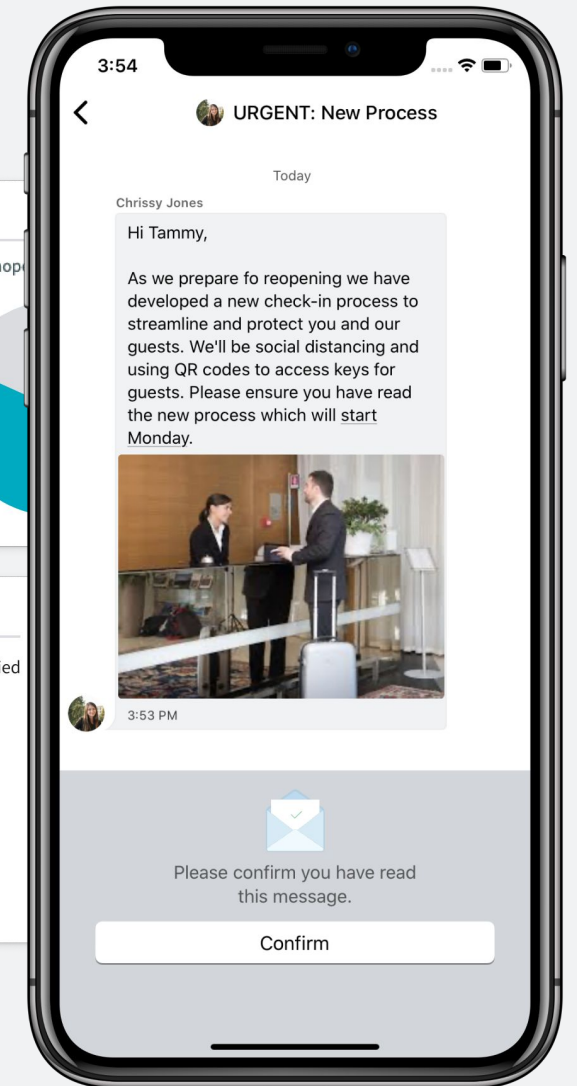 3:54
URGENT: New Process
Today
Chrissy Jones
Hi Tammy,
As we prepare fo reopening we have
developed a new check-in process to
streamline and protect you and our
guests. We'll be social distancing and
using QR codes to access keys for
guests. Please ensure you have read
the new process which will start
Monday.
3:53 PM
Please confirm you have read
this message.
Confirm